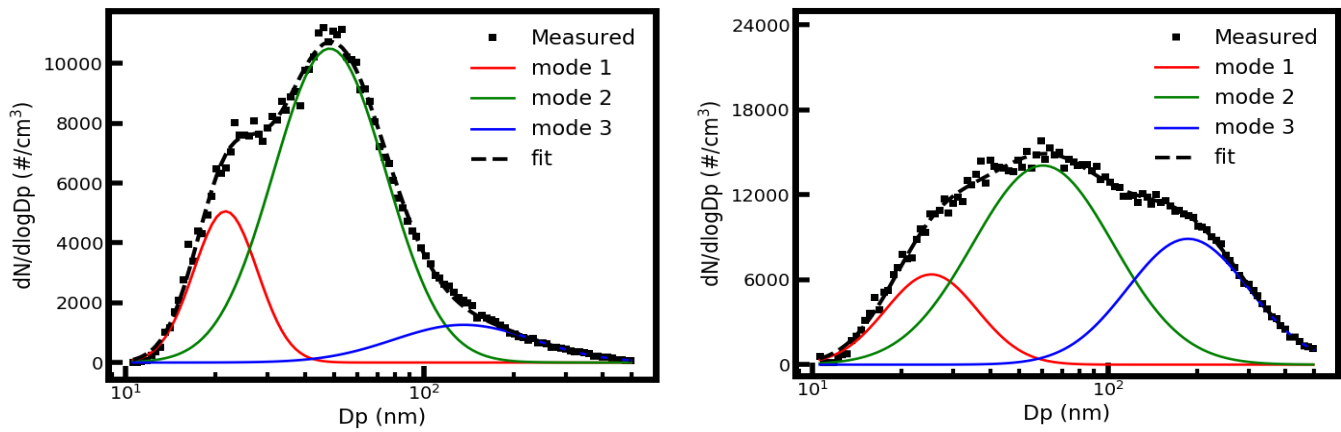 dN/dlogDp (#/cm³)
10000
8000
6000
4000
2000
0
10¹
10²
Dp (nm)
Measured
mode 1
mode 2
mode 3
fit
dN/dlogDp (#/cm³)
24000
18000
12000
6000
0
10¹
10²
Dp (nm)
Measured
mode 1
mode 2
mode 3
fit